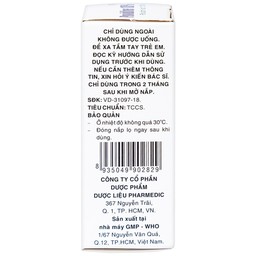 CHỈ DÙNG NGOÀI
KHÔNG ĐƯỢC UỐNG.
ĐỂ XA TẦM TAY TRẺ EM.
ĐỌC KỸ HƯỚNG DẪN SỬ
DỤNG TRƯỚC KHI DÙNG.
NẾU CẦN THÊM THÔNG
TIN, XIN HỎI Ý KIẾN BÁC SĨ.
CHỈ DÙNG TRONG 2 THÁNG
SAU KHI MỞ NẮP.
SĐK: VD-31097-18.
TIÊU CHUẨN: TCCS.
BẢO QUẢN
- Ở nhiệt độ không quá 30°C.
- Đóng nắp lọ ngay sau khi
dùng.
8 935049 902829
CÔNG TY CỔ PHẦN
DƯỢC PHẨM
DƯỢC LIỆU PHARMEDIC
367 Nguyễn Trãi,
Q. 1, TP. HCM, VN.
Sản xuất tại
nhà máy GMP - WHO
1/67 Nguyễn Văn Quá,
Q.12, TP. HCM, Việt Nam.